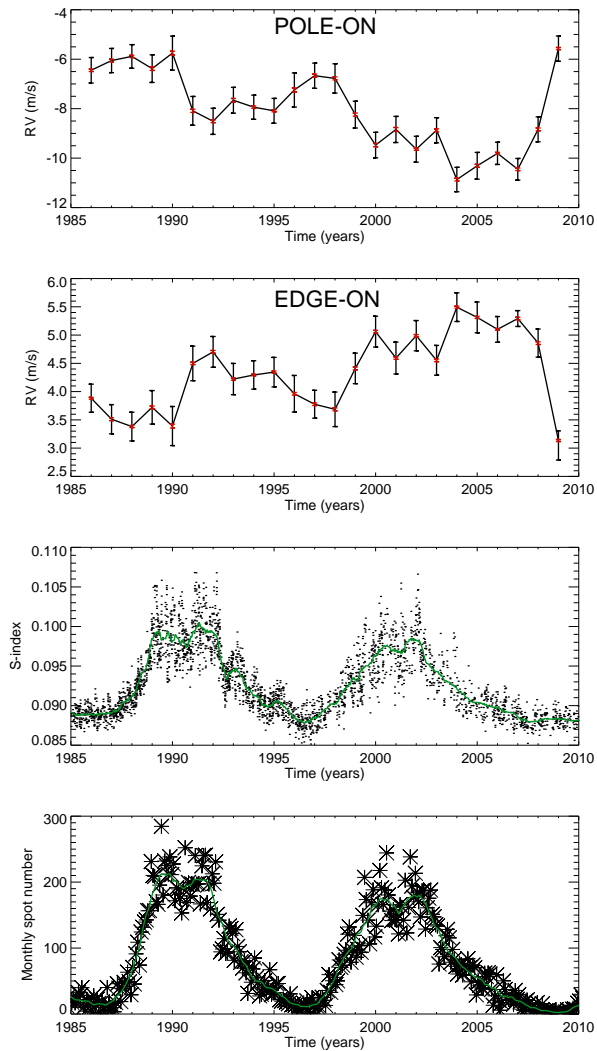 POLE-ON
-4
-6
-8
-10
-12
RV (m/s)
1985 1990 1995 2000 2005 2010
Time (years)
EDGE-ON
6.0
5.5
5.0
4.5
4.0
3.5
3.0
2.5
RV (m/s)
1985 1990 1995 2000 2005 2010
Time (years)
0.110
0.105
0.100
0.095
0.090
0.085
S-index
1985 1990 1995 2000 2005 2010
Time (years)
300
200
100
0
Monthly spot number
1985 1990 1995 2000 2005 2010
Time (years)